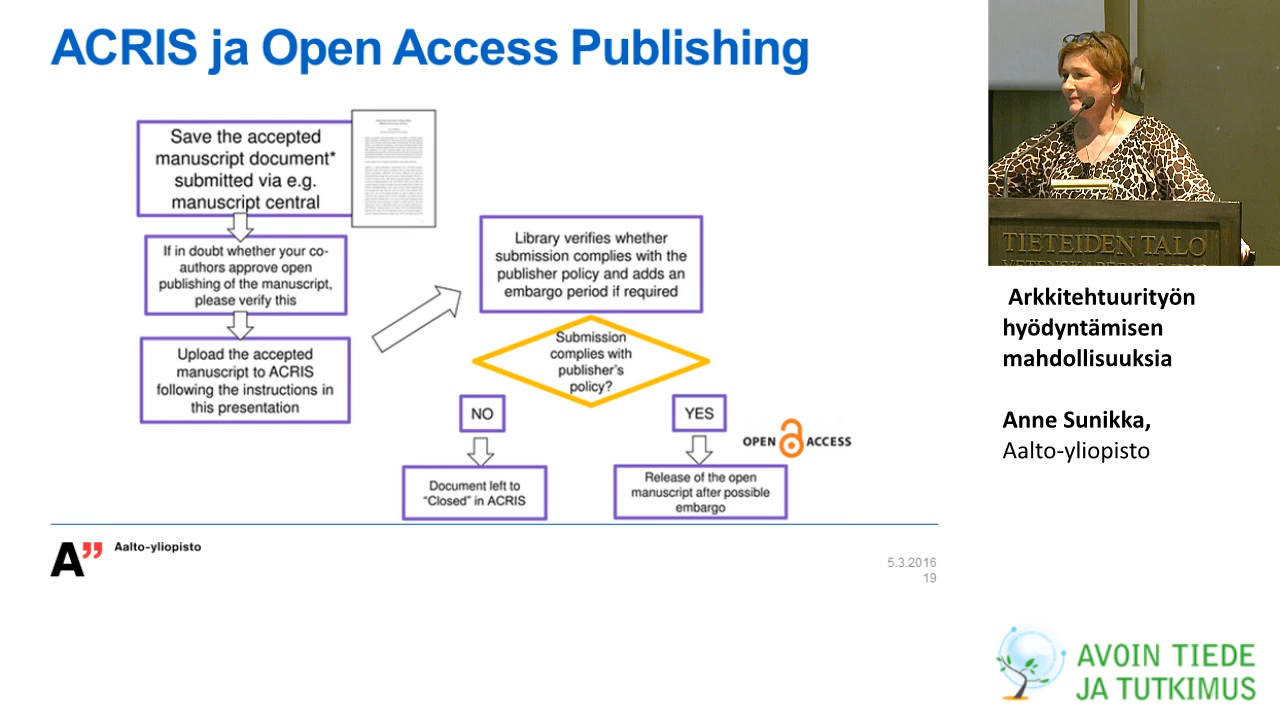 ACRIS ja Open Access Publishing
Save the accepted
manuscript document*
submitted via e.g.
manuscript central
If in doubt whether your co-
authors approve open
publishing of the manuscript,
please verify this
Upload the accepted
manuscript to ACRIS
following the instructions in
this presentation
Library verifies whether
submission complies with the
publisher policy and adds an
embargo period if required
Submission
complies with
publisher's
policy?
NO
YES
OPEN ACCESS
Document left to
“Closed” in ACRIS
Release of the open
manuscript after possible
embargo
A” Aalto-yliopisto
5.3.2016
19
TIETEIDEN TALO
Arkkitehtuurityön
hyödyntämisen
mahdollisuuksia
Anne Sunikka,
Aalto-yliopisto
AVOIN TIEDE
JA TUTKIMUS